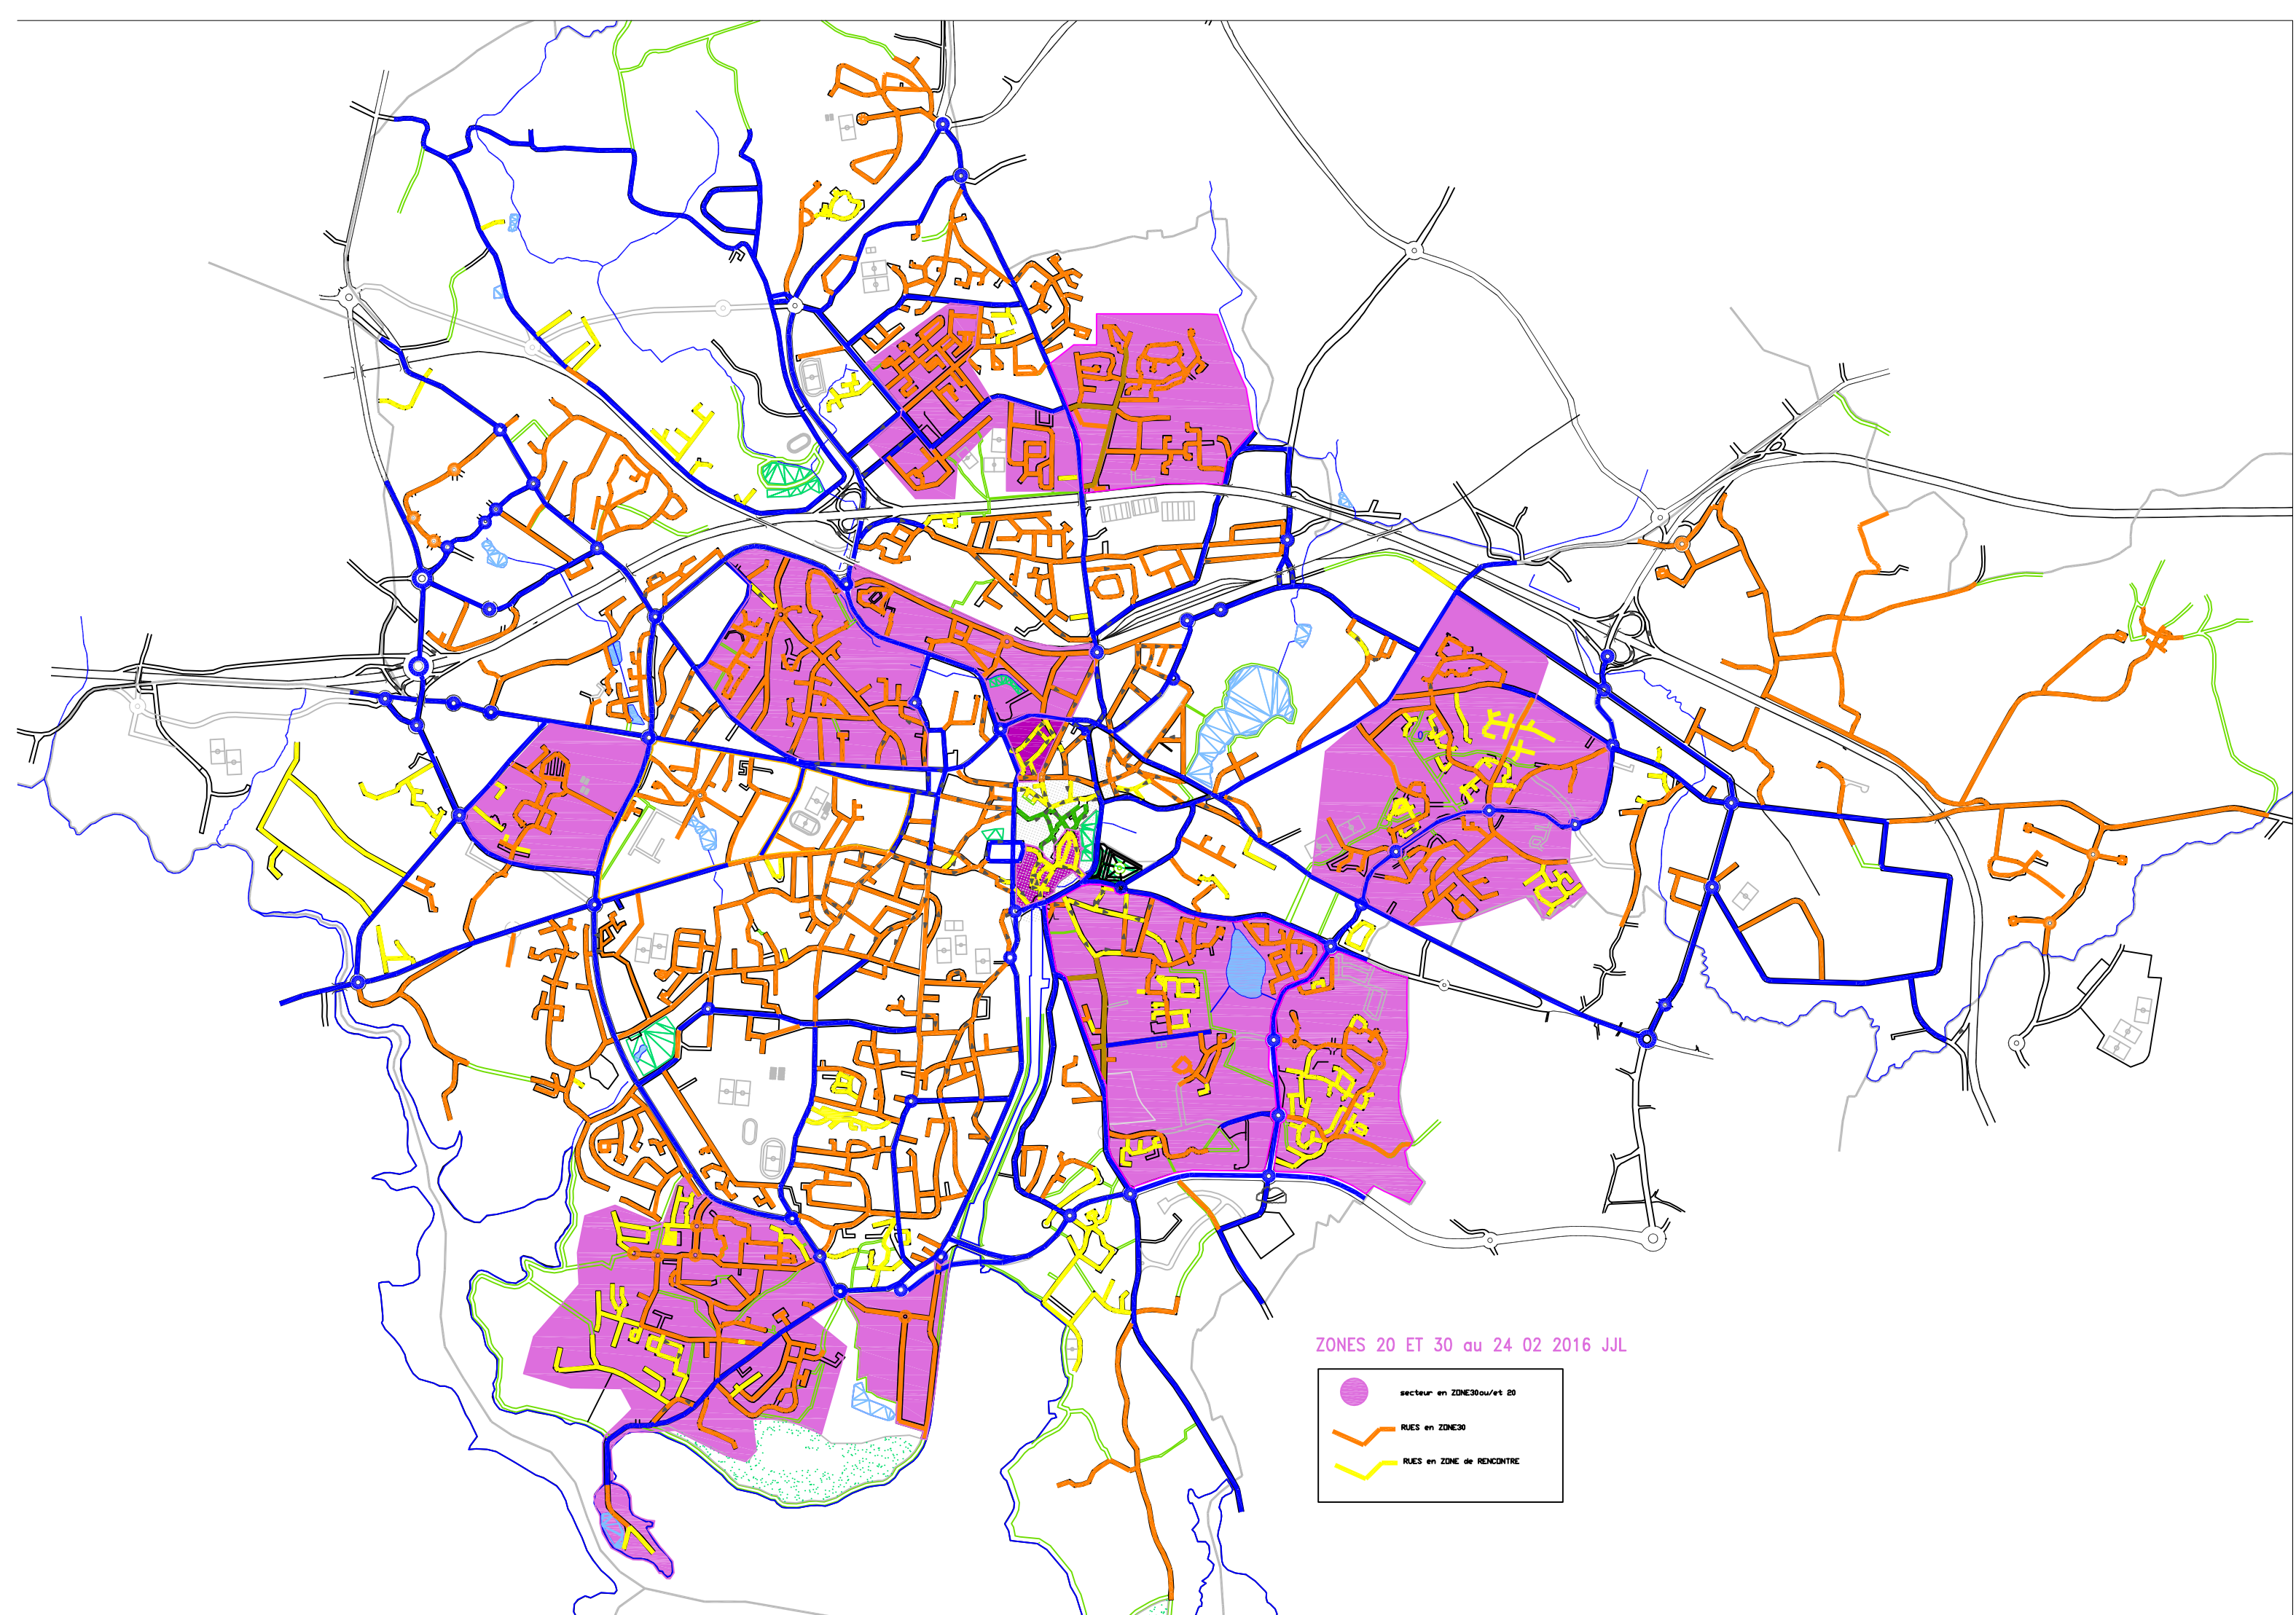 ZONES 20 ET 30 au 24 02 2016 JJL
secteur en ZONE30ou/et 20
RUES en ZONE30
RUES en ZONE de RENCONTRE